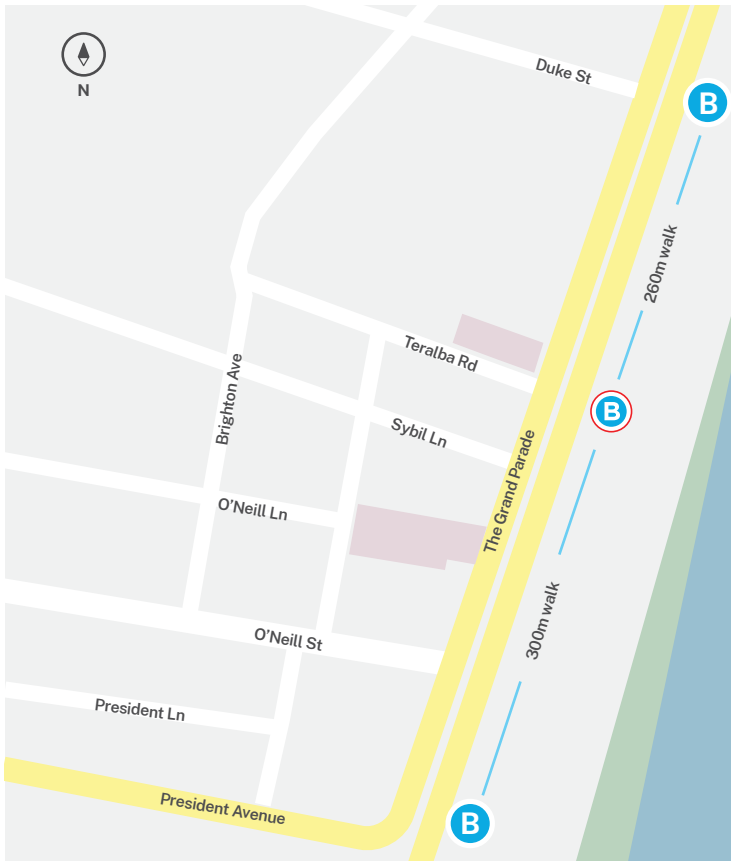 N
Duke St
B
260m walk
Teralba Rd
Brighton Ave
B
Sybil Ln
The Grand Parade
O'Neill Ln
300m walk
O'Neill St
President Ln
President Avenue
B